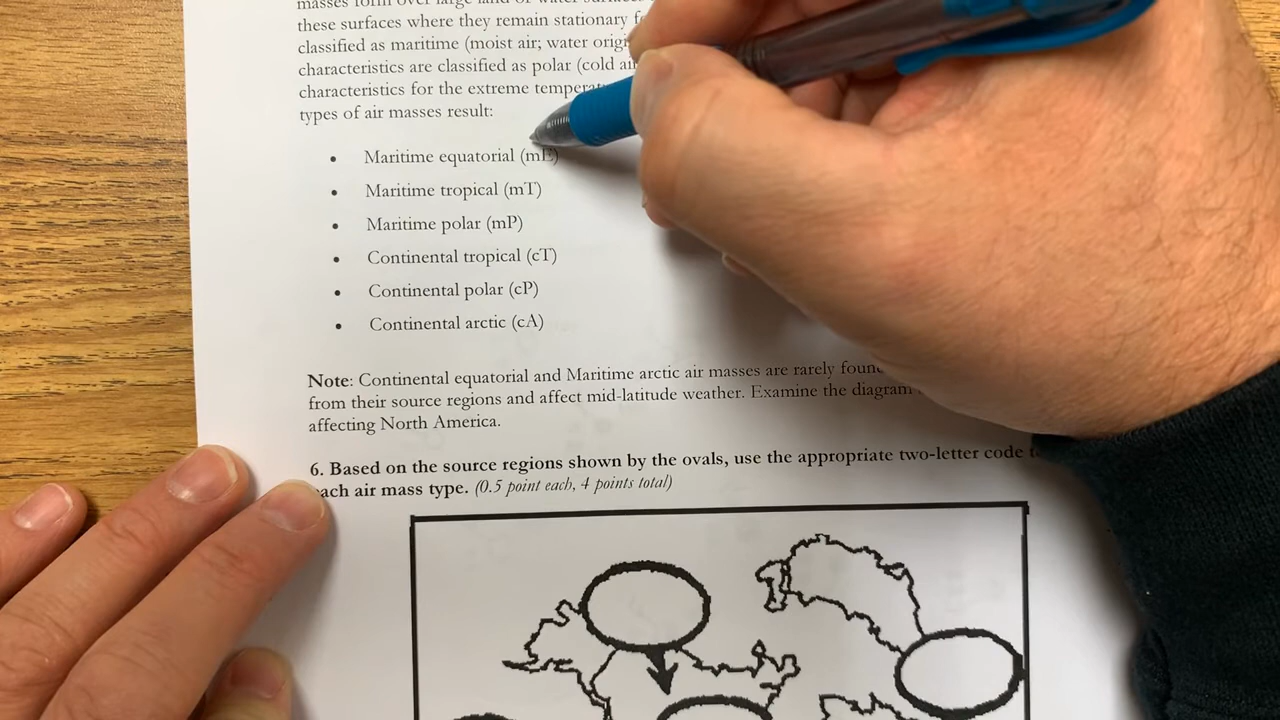 masses form over large land or water surfaces
these surfaces where they remain stationary
classified as maritime (moist air; water
characteristics are classified as polar (cold
characteristics for the extreme
types of air masses result:
• Maritime equatorial (mE)
• Maritime tropical (mT)
• Maritime polar (mP)
• Continental tropical (cT)
• Continental polar (cP)
• Continental arctic (cA)
Note: Continental equatorial and Maritime arctic air masses are rarely
from their source regions and affect mid-latitude weather. Examine the diagram
affecting North America.
6. Based on the source regions shown by the ovals, use the appropriate two-letter code
each air mass type. (0.5 point each, 4 points total)